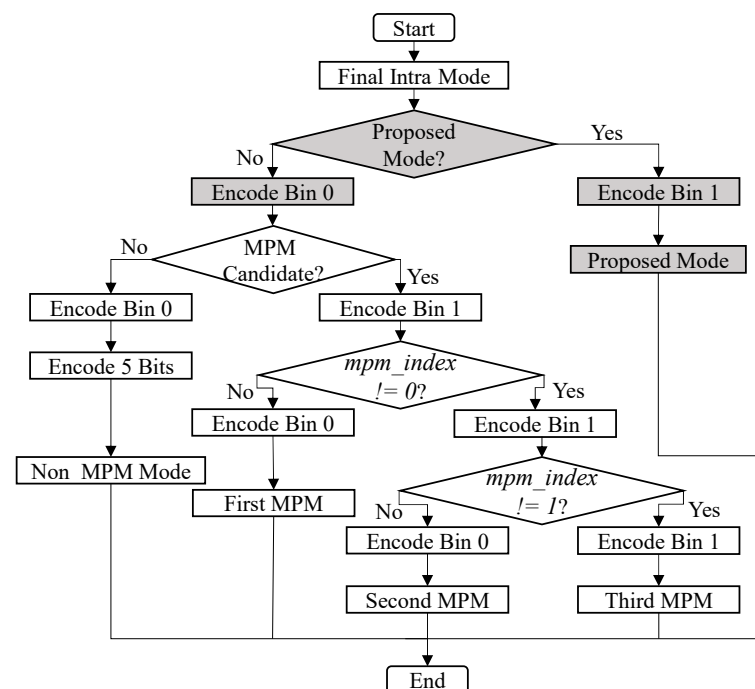 Start
Final Intra Mode
Proposed
Mode?
No
Yes
Encode Bin 0
Encode Bin 1
MPM
Candidate?
No
Yes
Proposed Mode
Encode Bin 0
Encode Bin 1
Encode 5 Bits
mpm_index
!= 0?
No
Yes
Encode Bin 0
Encode Bin 1
Non MPM Mode
mpm_index
!= 1?
First MPM
No
Yes
Encode Bin 0
Encode Bin 1
Second MPM
Third MPM
End